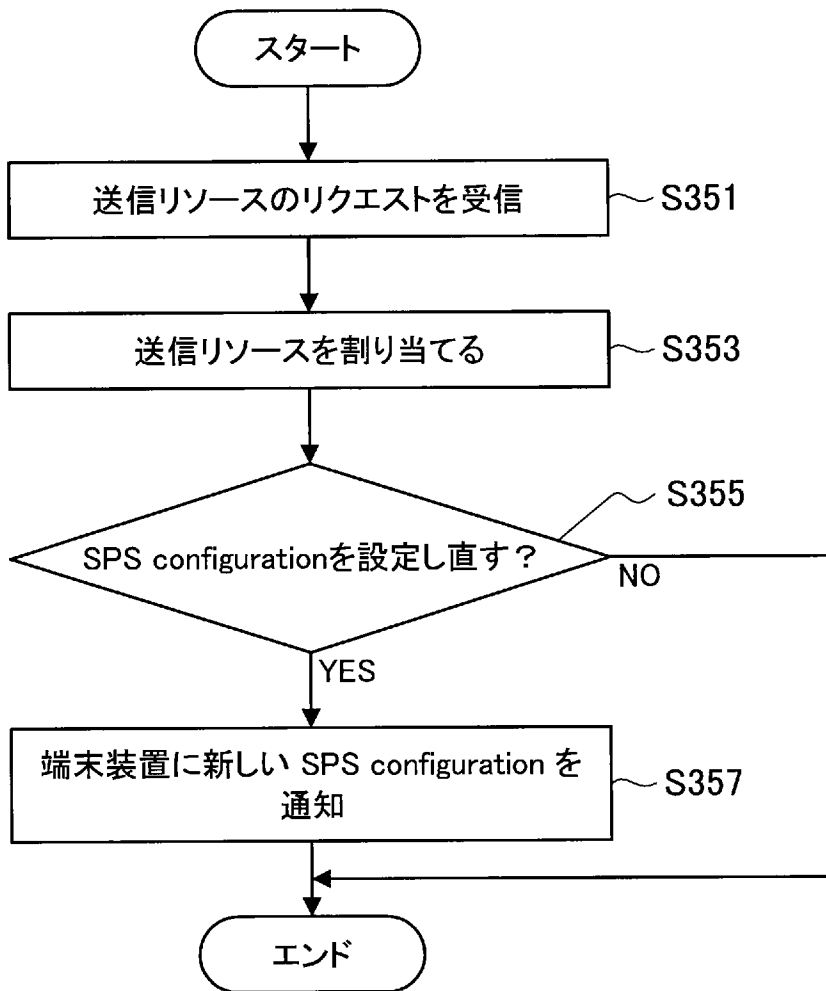 スタート
送信リソースのリクエストを受信
S351
送信リソースを割り当てる
S353
S355
SPS configurationを設定し直す？
NO
YES
端末装置に新しい SPS configuration を
通知
S357
エンド